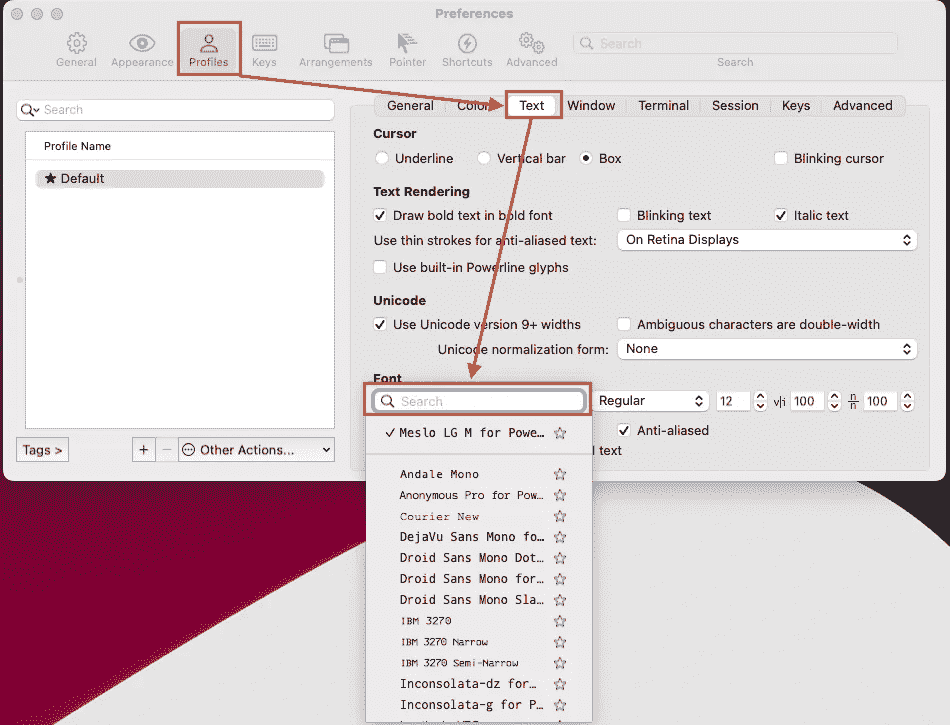 Preferences
General Appearance Profiles Keys Arrangements Pointer Shortcuts Advanced Search
Search
Search
Profile Name
★ Default
Tags >
+ − Other Actions...
General Colors Text Window Terminal Session Keys Advanced
Cursor
Underline Vertical bar Box Blinking cursor
Text Rendering
Draw bold text in bold font Blinking text Italic text
Use thin strokes for anti-aliased text: On Retina Displays
Use built-in Powerline glyphs
Unicode
Use Unicode version 9+ widths Ambiguous characters are double-width
Unicode normalization form: None
Font
Search Regular 12 v|i 100 n/n 100
✓ Meslo LG M for Powe… Anti-aliased
text
Andale Mono
Anonymous Pro for Pow…
Courier New
DejaVu Sans Mono fo…
Droid Sans Mono Dot…
Droid Sans Mono for…
Droid Sans Mono Sla…
IBM 3270
IBM 3270 Narrow
IBM 3270 Semi-Narrow
Inconsolata-dz for…
Inconsolata-g for P…